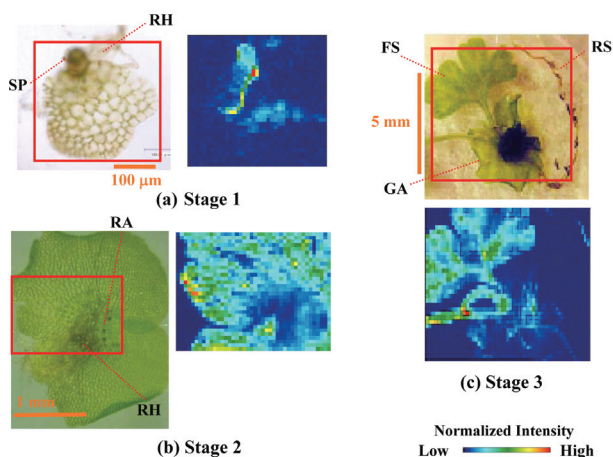 RH
SP
100 μm
(a) Stage 1
FS
RS
5 mm
GA
RA
RH
1 mm
(b) Stage 2
(c) Stage 3
Normalized Intensity
Low
High